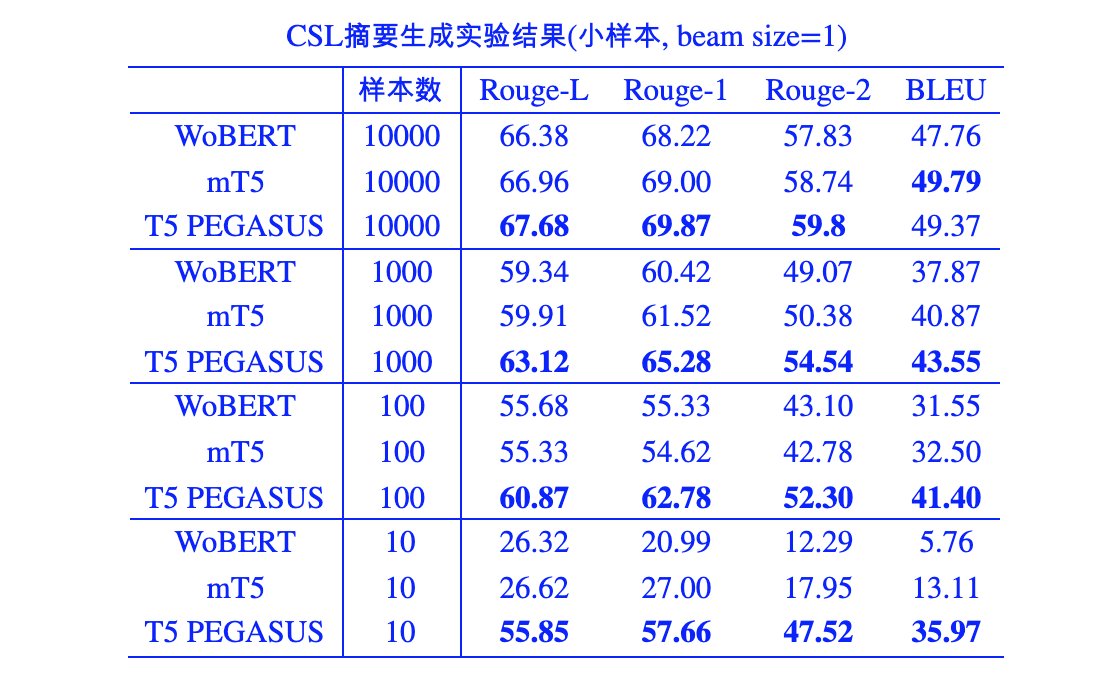 CSL摘要生成实验结果(小样本, beam size=1)
样本数 Rouge-L Rouge-1 Rouge-2 BLEU
WoBERT 10000 66.38 68.22 57.83 47.76
mT5 10000 66.96 69.00 58.74 49.79
T5 PEGASUS 10000 67.68 69.87 59.8 49.37
WoBERT 1000 59.34 60.42 49.07 37.87
mT5 1000 59.91 61.52 50.38 40.87
T5 PEGASUS 1000 63.12 65.28 54.54 43.55
WoBERT 100 55.68 55.33 43.10 31.55
mT5 100 55.33 54.62 42.78 32.50
T5 PEGASUS 100 60.87 62.78 52.30 41.40
WoBERT 10 26.32 20.99 12.29 5.76
mT5 10 26.62 27.00 17.95 13.11
T5 PEGASUS 10 55.85 57.66 47.52 35.97